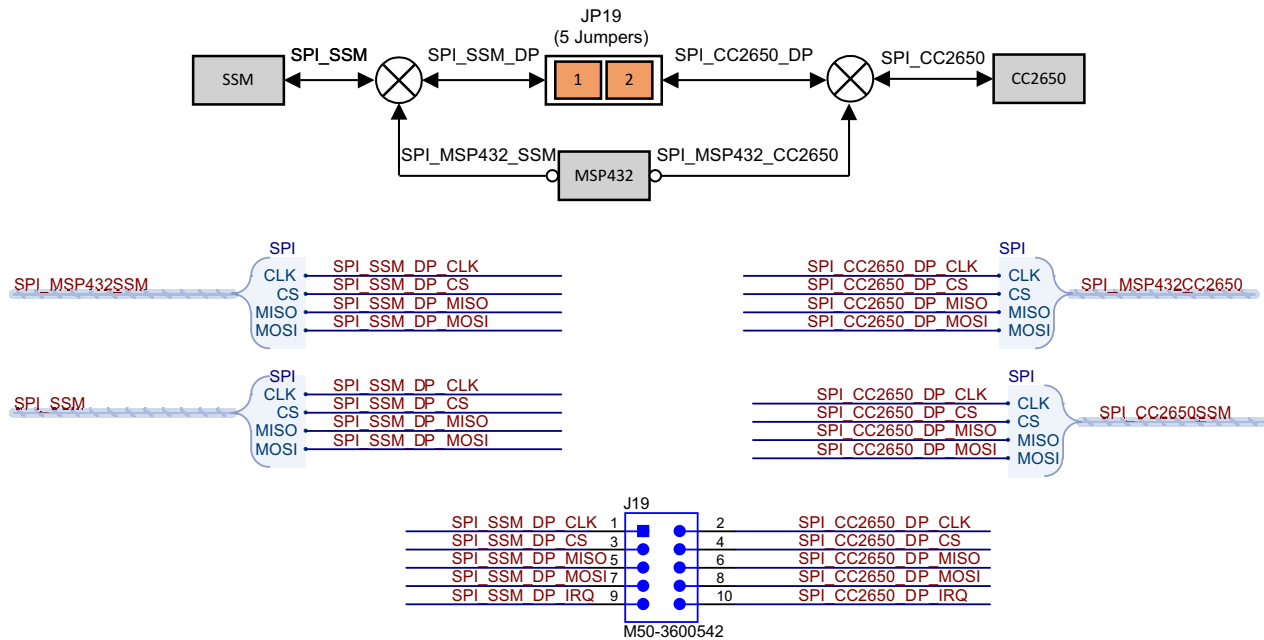 JP19
(5 Jumpers)
SPI_SSM
SPI_SSM_DP
SPI_CC2650_DP
SPI_CC2650
SSM
1
2
CC2650
SPI_MSP432_SSM
SPI_MSP432_CC2650
MSP432
SPI
SPI_MSP432SSM
CLK
SPI_SSM_DP_CLK
CS
SPI_SSM_DP_CS
MISO
SPI_SSM_DP_MISO
MOSI
SPI_SSM_DP_MOSI
SPI
SPI_CC2650_DP_CLK
CLK
SPI_CC2650_DP_CS
CS
SPI_CC2650_DP_MISO
MISO
SPI_CC2650_DP_MOSI
MOSI
SPI_MSP432CC2650
SPI
SPI_SSM
CLK
SPI_SSM_DP_CLK
CS
SPI_SSM_DP_CS
MISO
SPI_SSM_DP_MISO
MOSI
SPI_SSM_DP_MOSI
SPI
SPI_CC2650_DP_CLK
CLK
SPI_CC2650_DP_CS
CS
SPI_CC2650_DP_MISO
MISO
SPI_CC2650_DP_MOSI
MOSI
SPI_CC2650SSM
J19
SPI_SSM_DP_CLK 1 2 SPI_CC2650_DP_CLK
SPI_SSM_DP_CS 3 4 SPI_CC2650_DP_CS
SPI_SSM_DP_MISO 5 6 SPI_CC2650_DP_MISO
SPI_SSM_DP_MOSI 7 8 SPI_CC2650_DP_MOSI
SPI_SSM_DP_IRQ 9 10 SPI_CC2650_DP_IRQ
M50-3600542